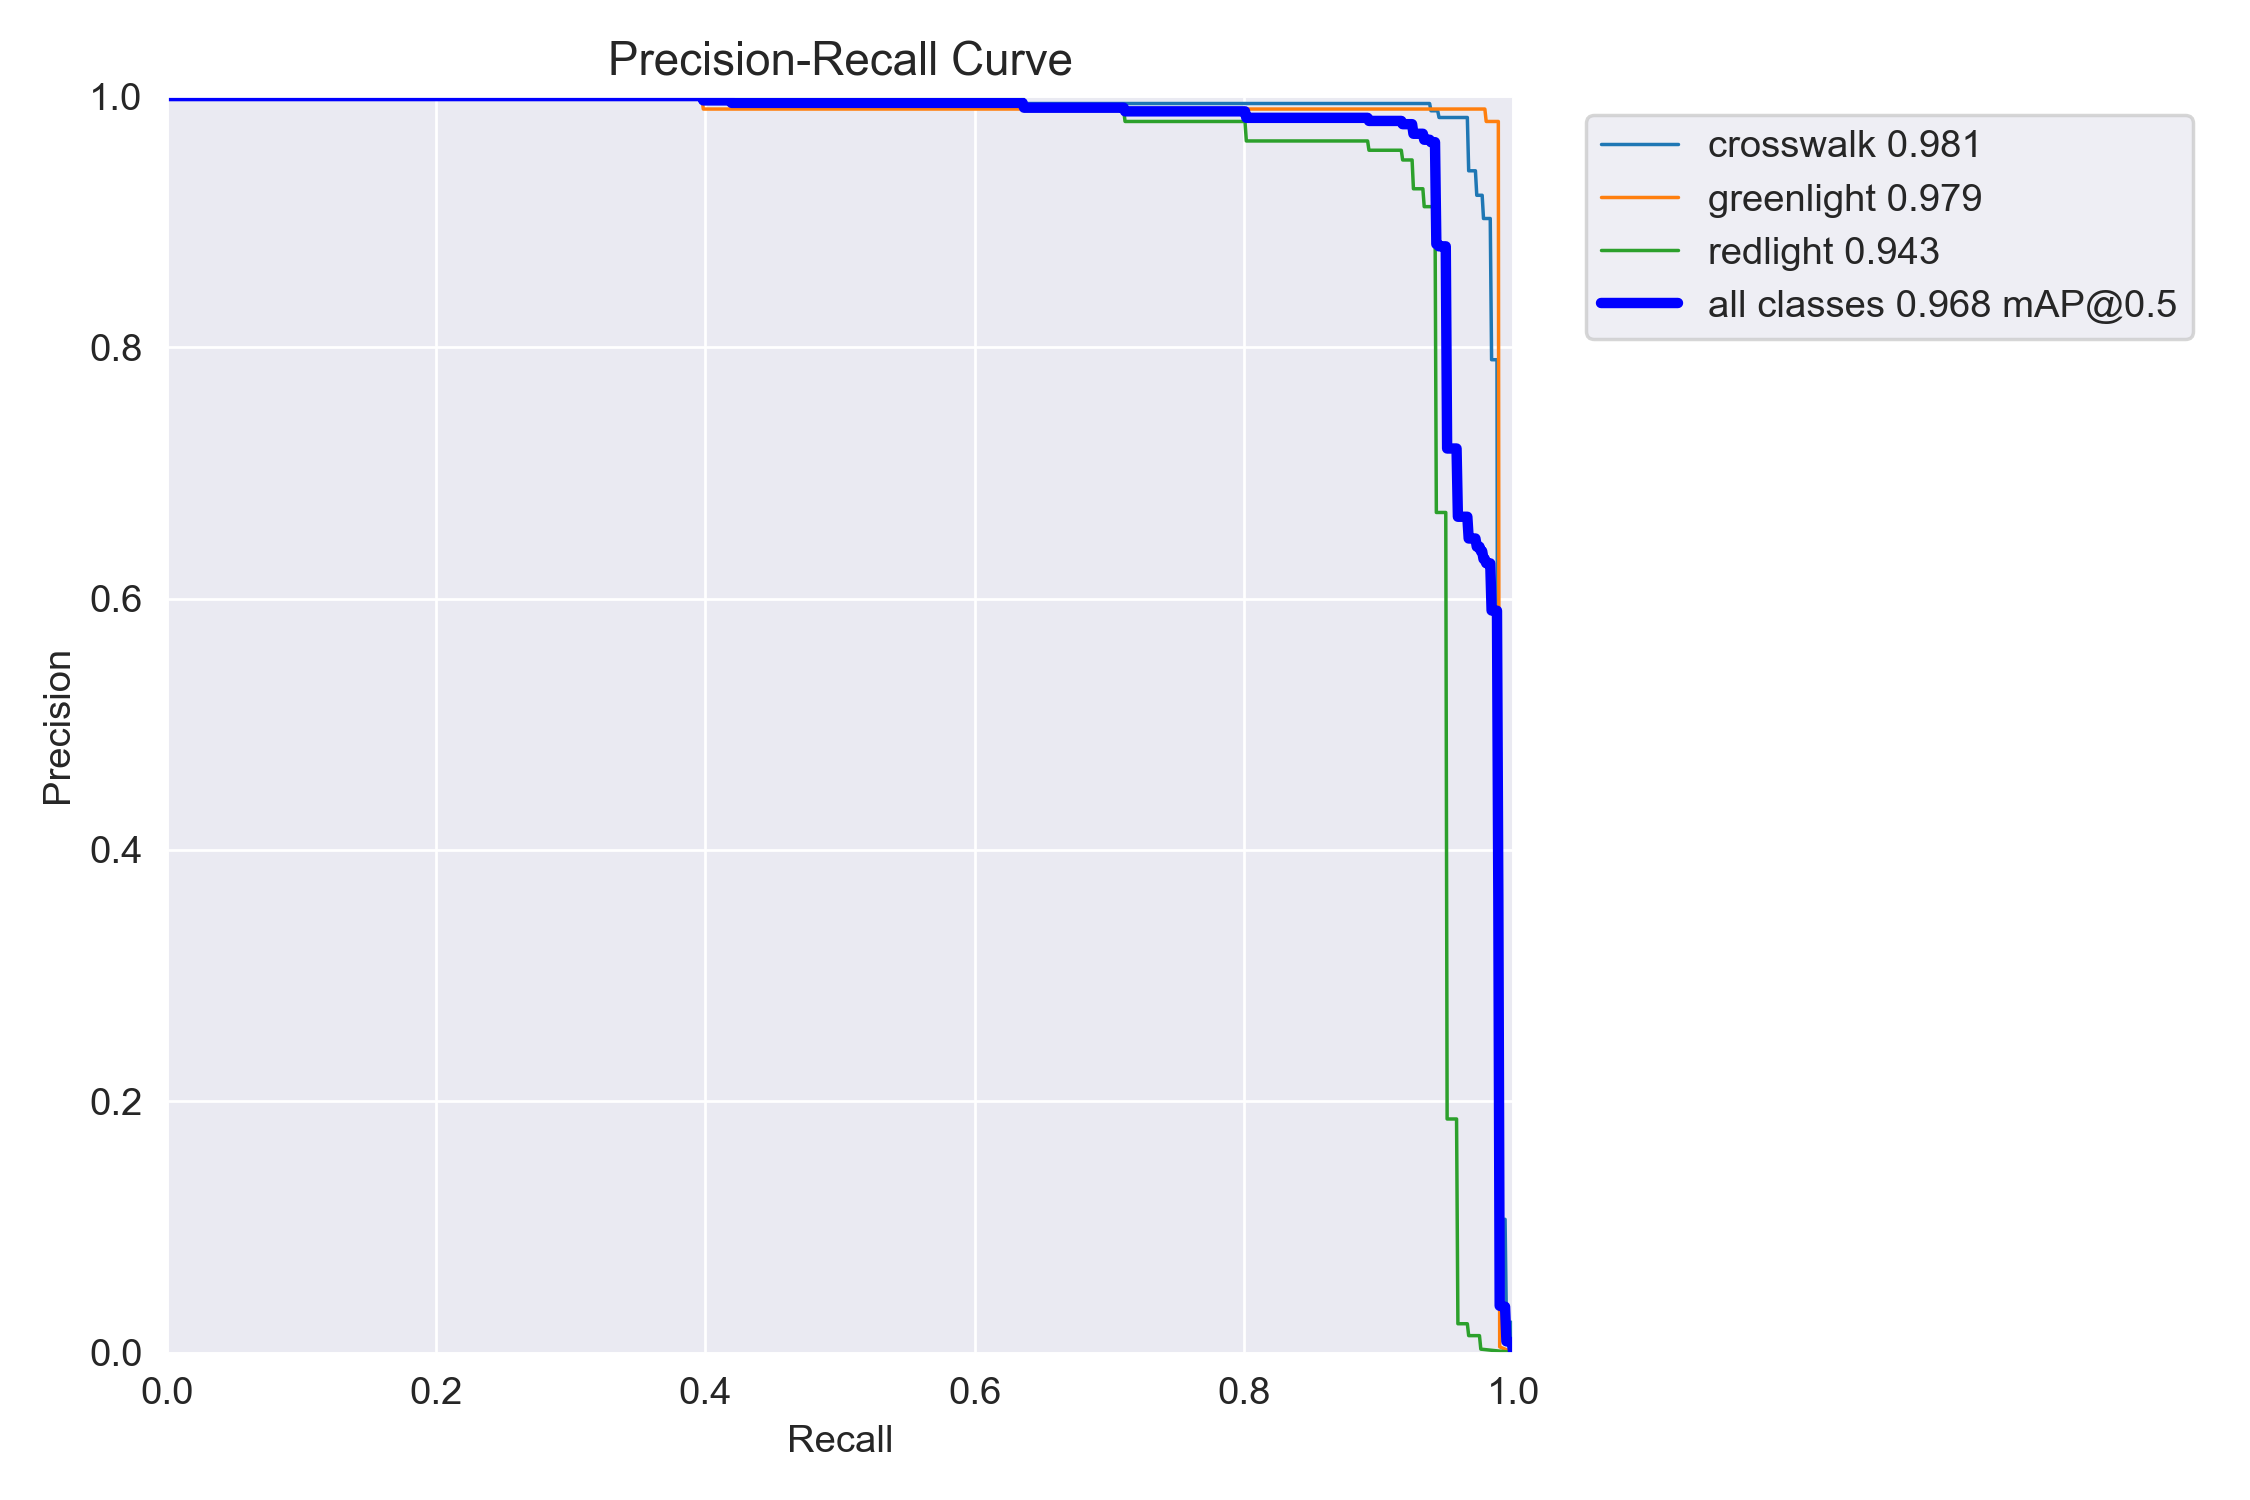 Precision-Recall Curve
1.0
0.8
0.6
0.4
0.2
0.0
Precision
0.0 0.2 0.4 0.6 0.8 1.0
Recall
crosswalk 0.981
greenlight 0.979
redlight 0.943
all classes 0.968 mAP@0.5